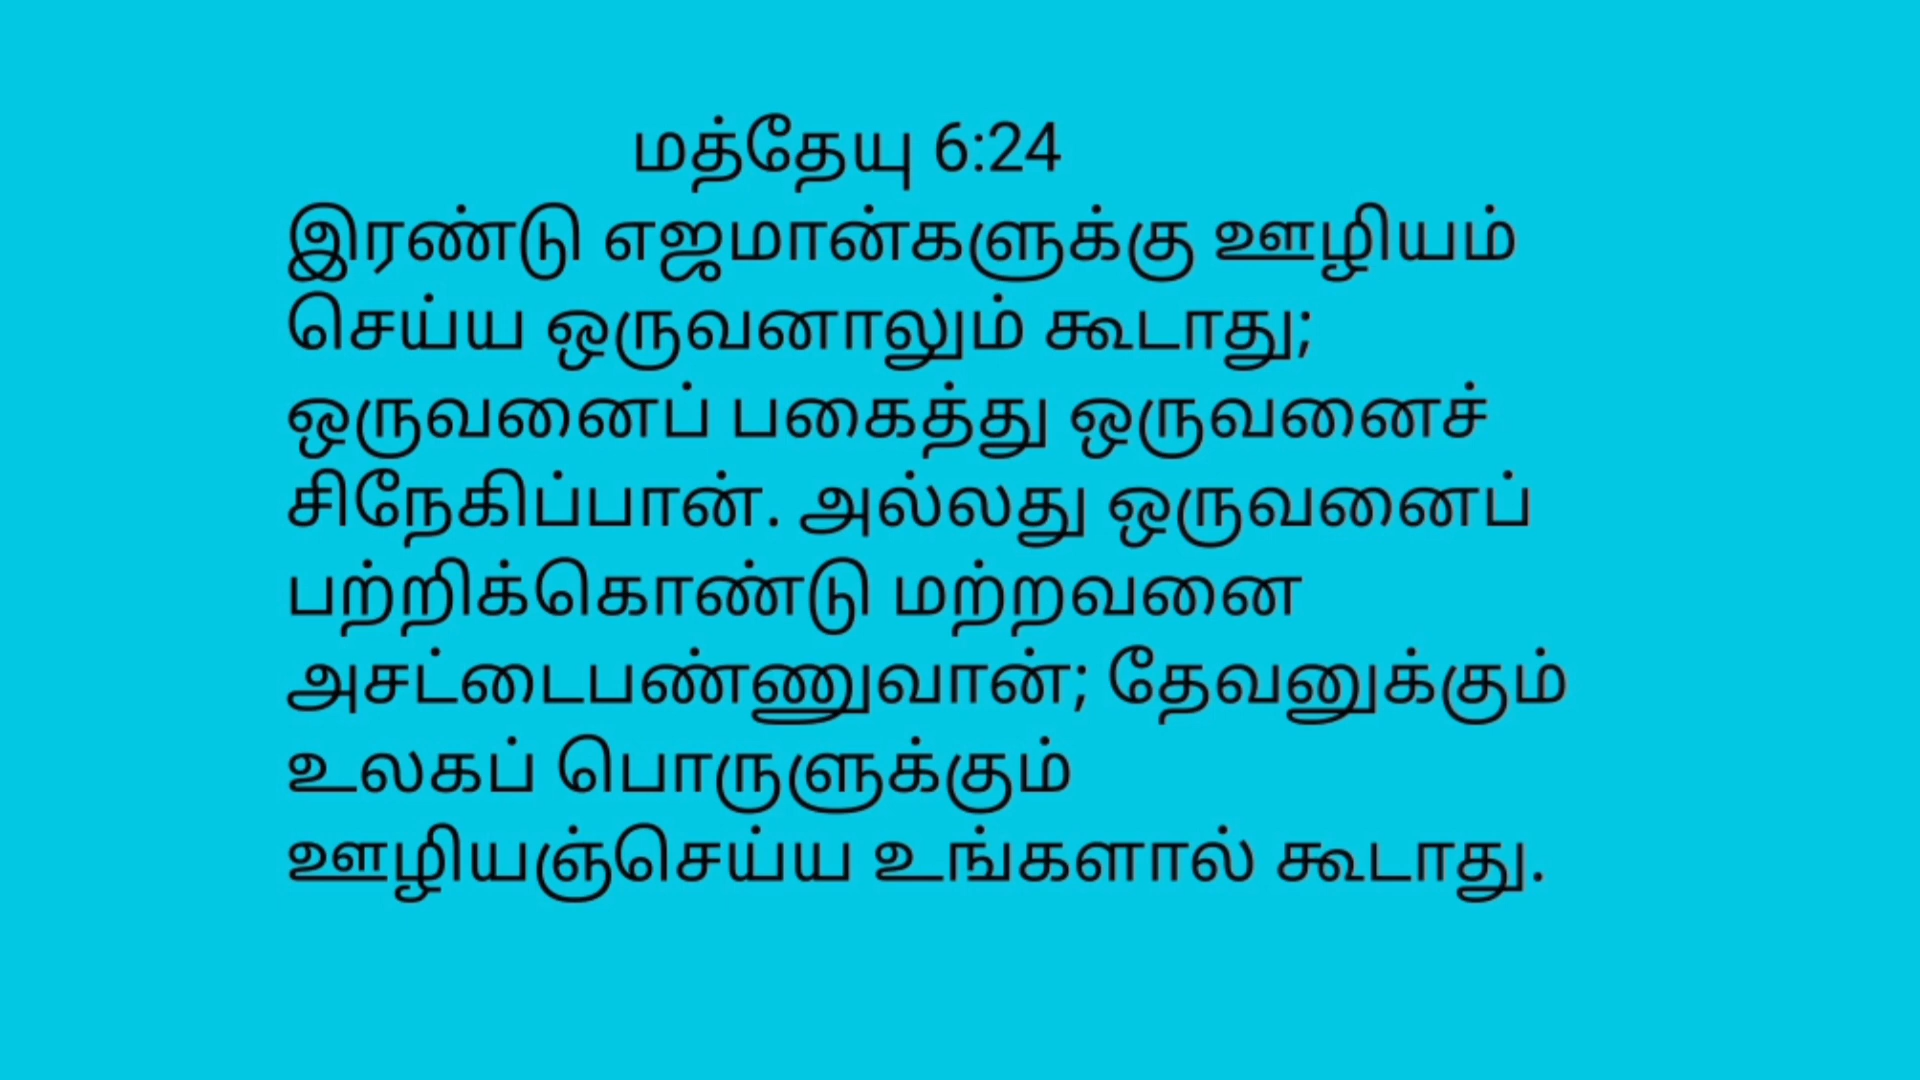 மத்தேயு 6:24
இரண்டு எஜமான்களுக்கு ஊழியம்
செய்ய ஒருவனாலும் கூடாது;
ஒருவனைப் பகைத்து ஒருவனைச்
சிநேகிப்பான். அல்லது ஒருவனைப்
பற்றிக்கொண்டு மற்றவனை
அசட்டைபண்ணுவான்; தேவனுக்கும்
உலகப் பொருளுக்கும்
ஊழியஞ்செய்ய உங்களால் கூடாது.